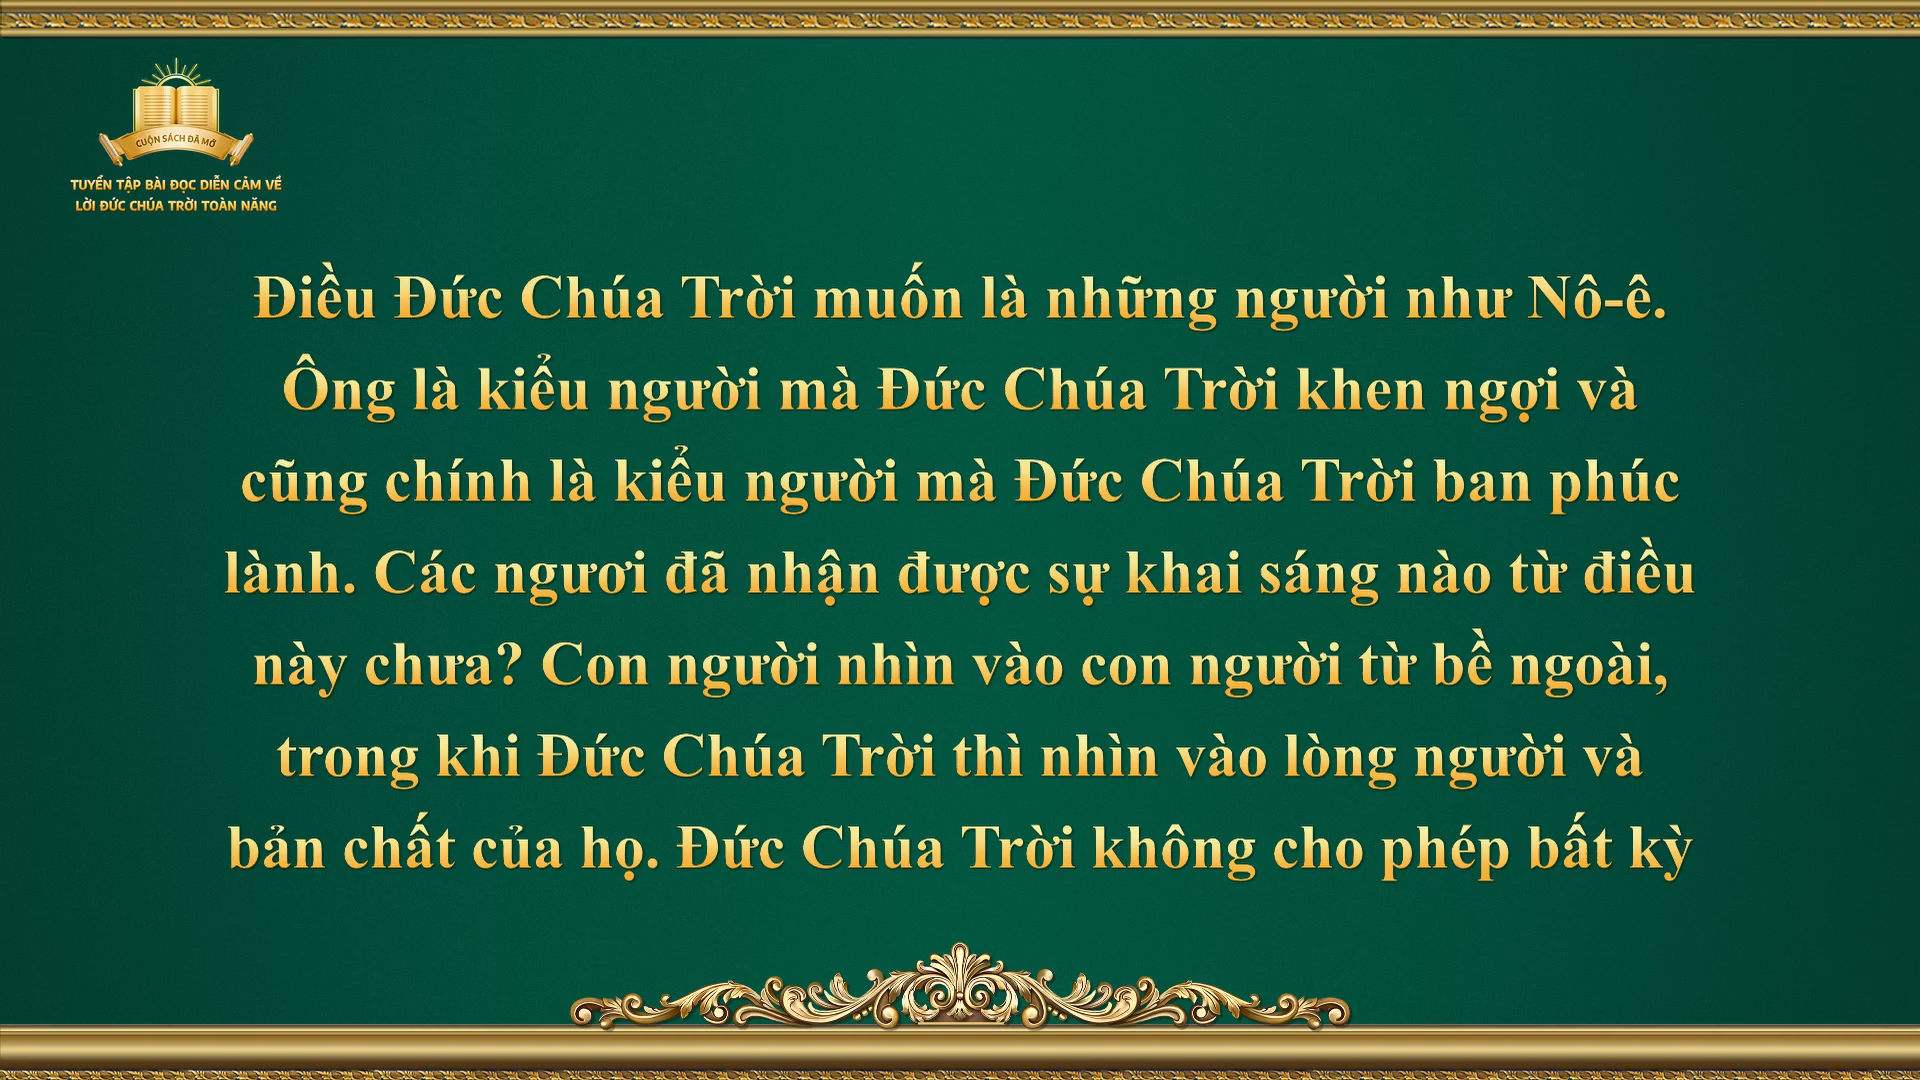 CUỘN SÁCH ĐÃ MỞ
TUYỂN TẬP BÀI ĐỌC DIỄN CẢM VỀ
LỜI ĐỨC CHÚA TRỜI TOÀN NĂNG
Điều Đức Chúa Trời muốn là những người như Nô-ê.
Ông là kiểu người mà Đức Chúa Trời khen ngợi và
cũng chính là kiểu người mà Đức Chúa Trời ban phúc
lành. Các ngươi đã nhận được sự khai sáng nào từ điều
này chưa? Con người nhìn vào con người từ bề ngoài,
trong khi Đức Chúa Trời thì nhìn vào lòng người và
bản chất của họ. Đức Chúa Trời không cho phép bất kỳ